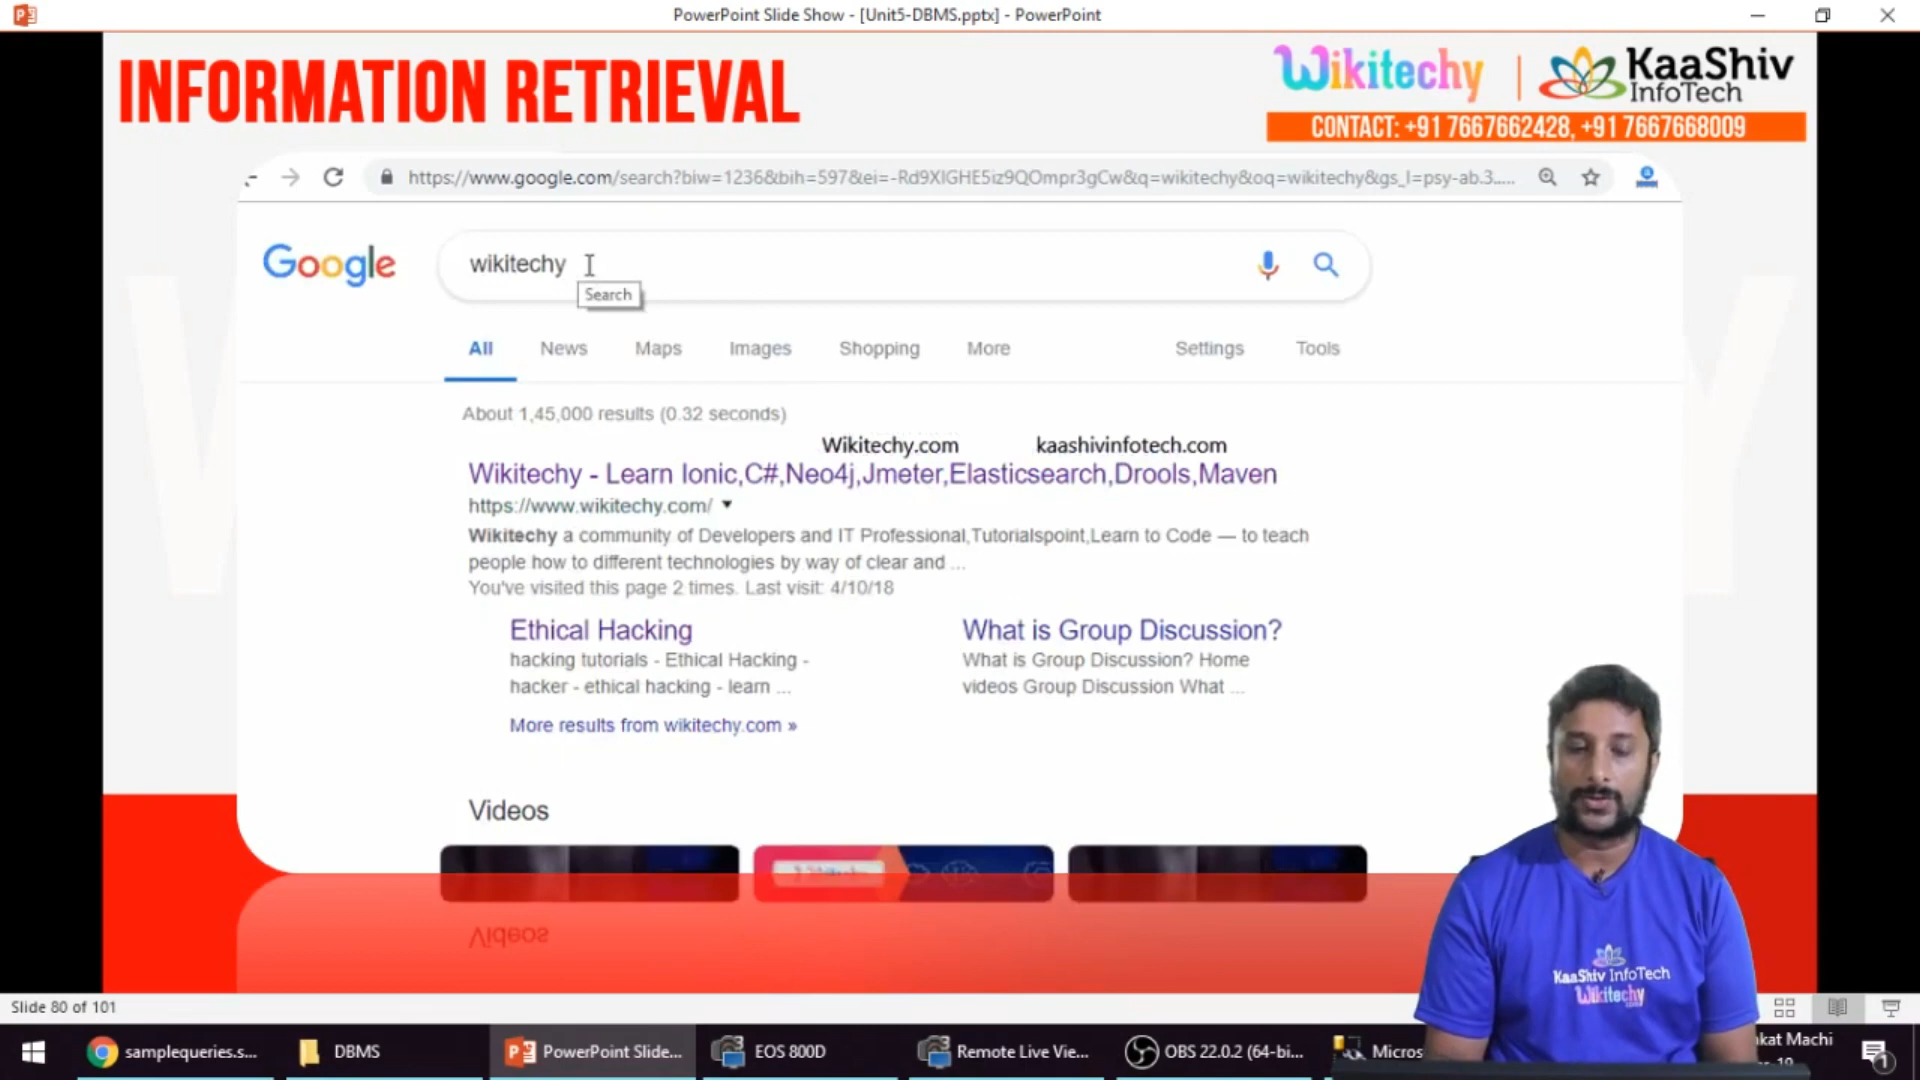 PowerPoint Slide Show - [Unit5-DBMS.pptx] - PowerPoint
INFORMATION RETRIEVAL
Wikitechy
KaaShiv
InfoTech
CONTACT: +91 7667662428, +91 7667668009
https://www.google.com/search?biw=1236&bih=597&ei=-Rd9XIGHE5iz9QOmpr3gCw&q=wikitechy&oq=wikitechy&gs_l=psy-ab.3.....
Google
wikitechy
Search
All News Maps Images Shopping More Settings Tools
About 1,45,000 results (0.32 seconds)
Wikitechy.com kaashivinfotech.com
Wikitechy - Learn Ionic,C#,Neo4j,Jmeter,Elasticsearch,Drools,Maven
https://www.wikitechy.com/
Wikitechy a community of Developers and IT Professional,Tutorialspoint,Learn to Code — to teach
people how to different technologies by way of clear and ...
You've visited this page 2 times. Last visit: 4/10/18
Ethical Hacking
hacking tutorials - Ethical Hacking -
hacker - ethical hacking - learn ...
What is Group Discussion?
What is Group Discussion? Home
videos Group Discussion What ...
More results from wikitechy.com »
Videos
Videos
KaaShiv InfoTech
Wikitechy
Slide 80 of 101
samplequeries.s...
DBMS
PowerPoint Slide...
EOS 800D
Remote Live Vie...
OBS 22.0.2 (64-bi...
Micros
kat Machi
1